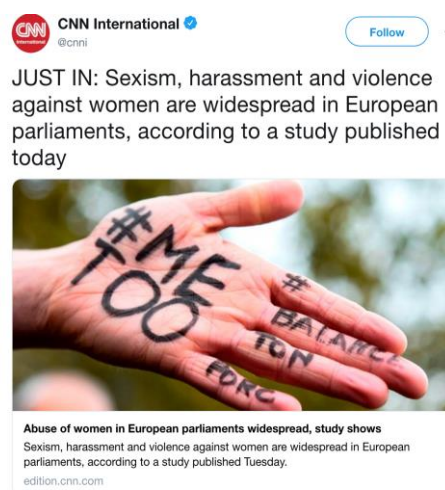 CNN International
@cnni
Follow
JUST IN: Sexism, harassment and violence
against women are widespread in European
parliaments, according to a study published
today
CNN
International
#ME
TOO
#
BALANCE
TON
PORC
Abuse of women in European parliaments widespread, study shows
Sexism, harassment and violence against women are widespread in European
parliaments, according to a study published Tuesday.
edition.cnn.com